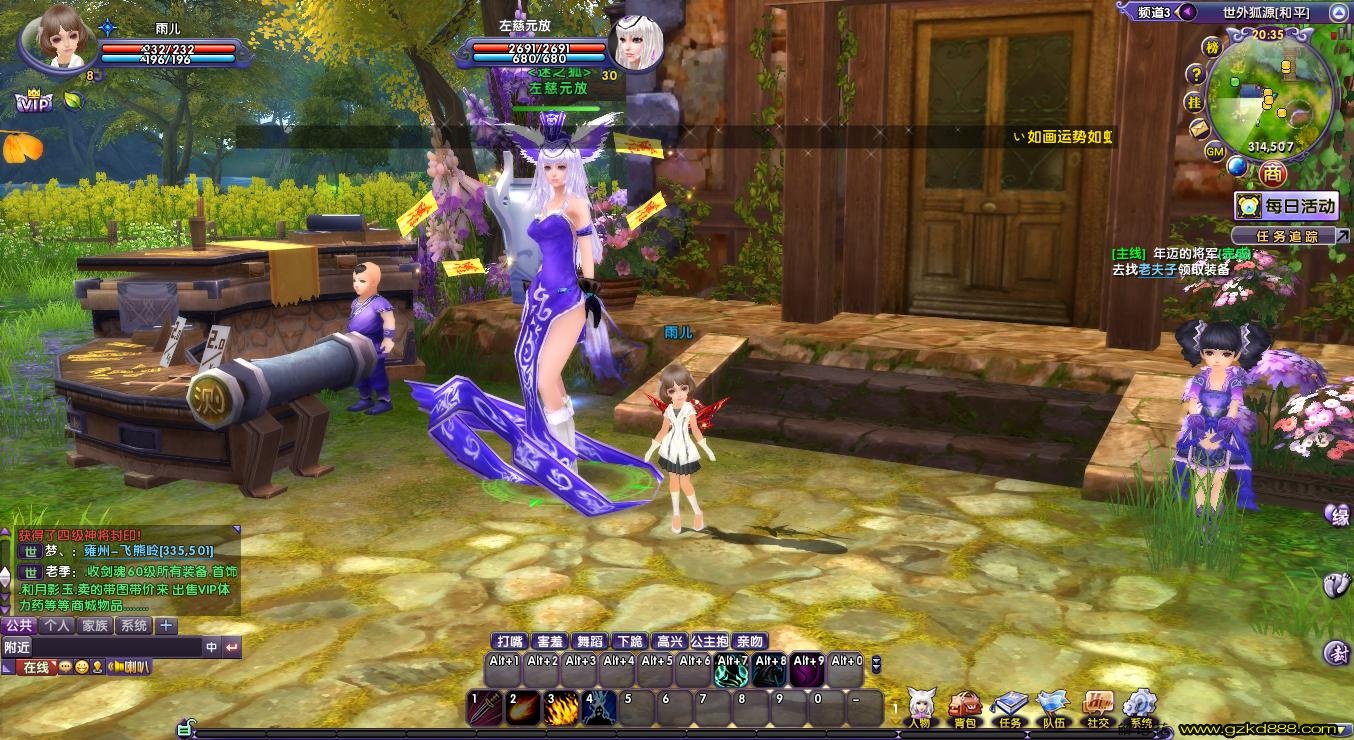 雨儿
232/232
196/196
8
VIP
左慈元放
2691/2691
680/680
30
<迷之狐>
左慈元放
频道3
世外狐源[和平]
20:35
榜
?
挂
GM
314,507
商
每日活动
任务追踪
い如画运势如虹
[主线] 年迈的将军(完成)
去找老夫子领取装备
雨儿
2.0
测
缘
封
获得了四级神将封印!
世 梦、: 雍州-飞熊岭[335,501]
世 老季: .收剑魂60级所有装备.首饰
.和月影玉.卖的带图带价来 出售VIP体
力药等等商城物品........
公共 个人 家族 系统 +
附近 中
在线 喇叭
打嘴 害羞 舞蹈 下跪 高兴 公主抱 亲吻
Alt+1 Alt+2 Alt+3 Alt+4 Alt+5 Alt+6 Alt+7 Alt+8 Alt+9 Alt+0
1 2 3 4 5 6 7 8 9 0 -
1
人物 背包 任务 队伍 社交 系统
www.gzkd888.com